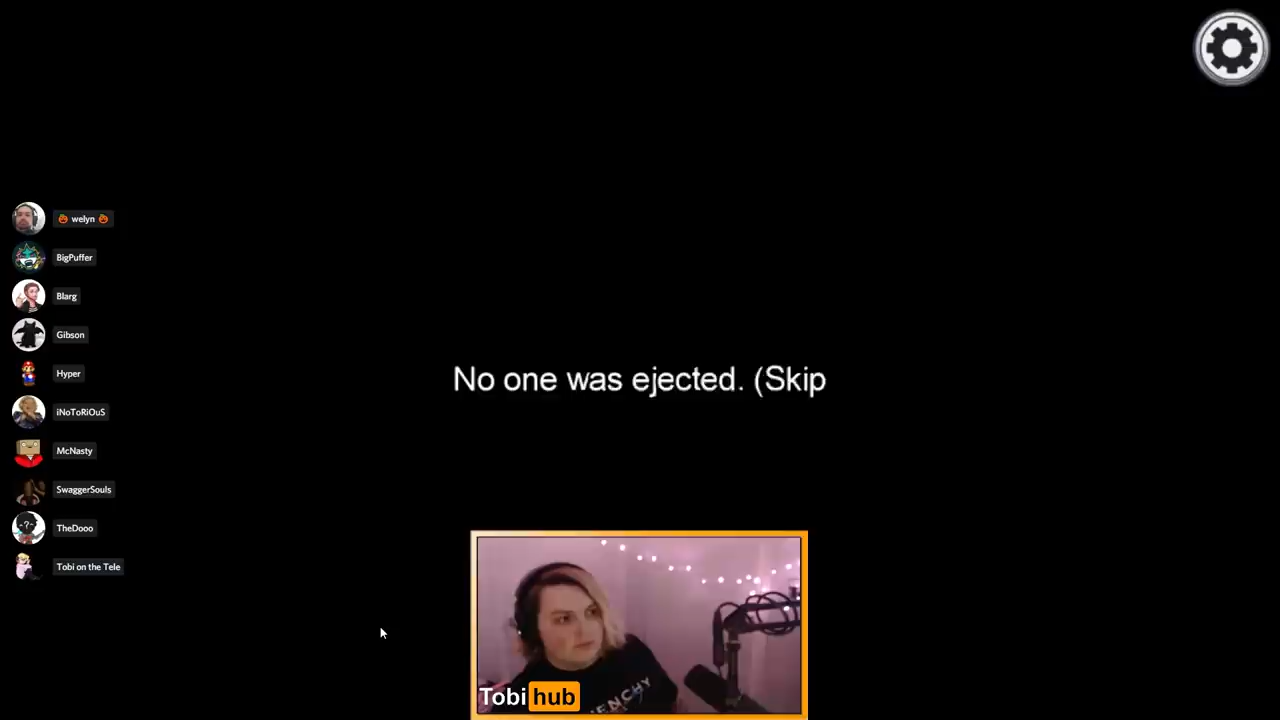 welyn
BigPuffer
Blarg
Gibson
Hyper
iNoToRiOuS
McNasty
SwaggerSouls
TheDooo
Tobi on the Tele
No one was ejected. (Skip
Tobi hub
ENCHY